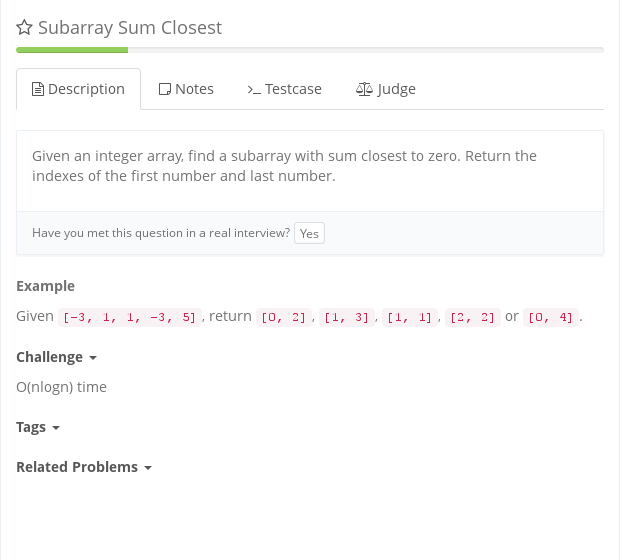 Subarray Sum Closest
Description Notes Testcase Judge
Given an integer array, find a subarray with sum closest to zero. Return the
indexes of the first number and last number.
Have you met this question in a real interview? Yes
Example
Given [-3, 1, 1, -3, 5], return [0, 2], [1, 3], [1, 1], [2, 2] or [0, 4].
Challenge
O(nlogn) time
Tags
Related Problems